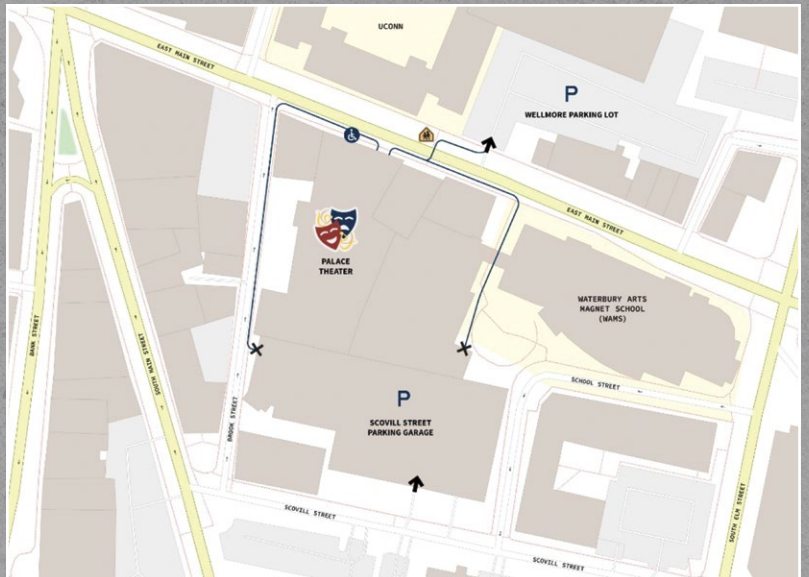 UCONN
EAST MAIN STREET
P
WELLMORE PARKING LOT
EAST MAIN STREET
PALACE
THEATER
WATERBURY ARTS
MAGNET SCHOOL
(WAMS)
BANK STREET
SOUTH MAIN STREET
SCHOOL STREET
P
BROOK STREET
SCOVILL STREET
PARKING GARAGE
SCOVILL STREET
SOUTH ELM STREET
SCOVILL STREET